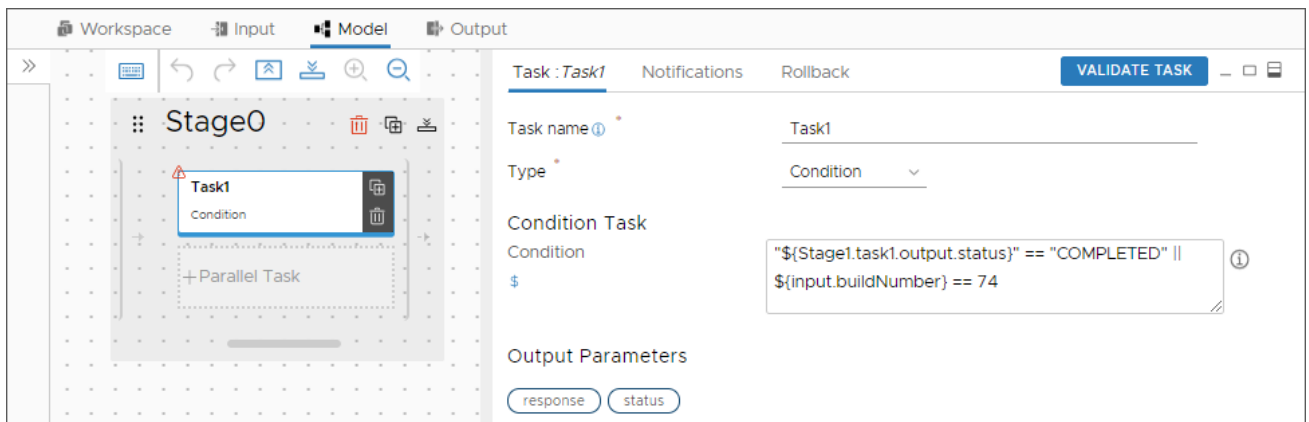 Workspace Input Model Output
Task : Task1 Notifications Rollback VALIDATE TASK
Stage0
Task1
Condition
+Parallel Task
Task name * Task1
Type * Condition
Condition Task
Condition
$
"${Stage1.task1.output.status}" == "COMPLETED" ||
${input.buildNumber} == 74
Output Parameters
response status